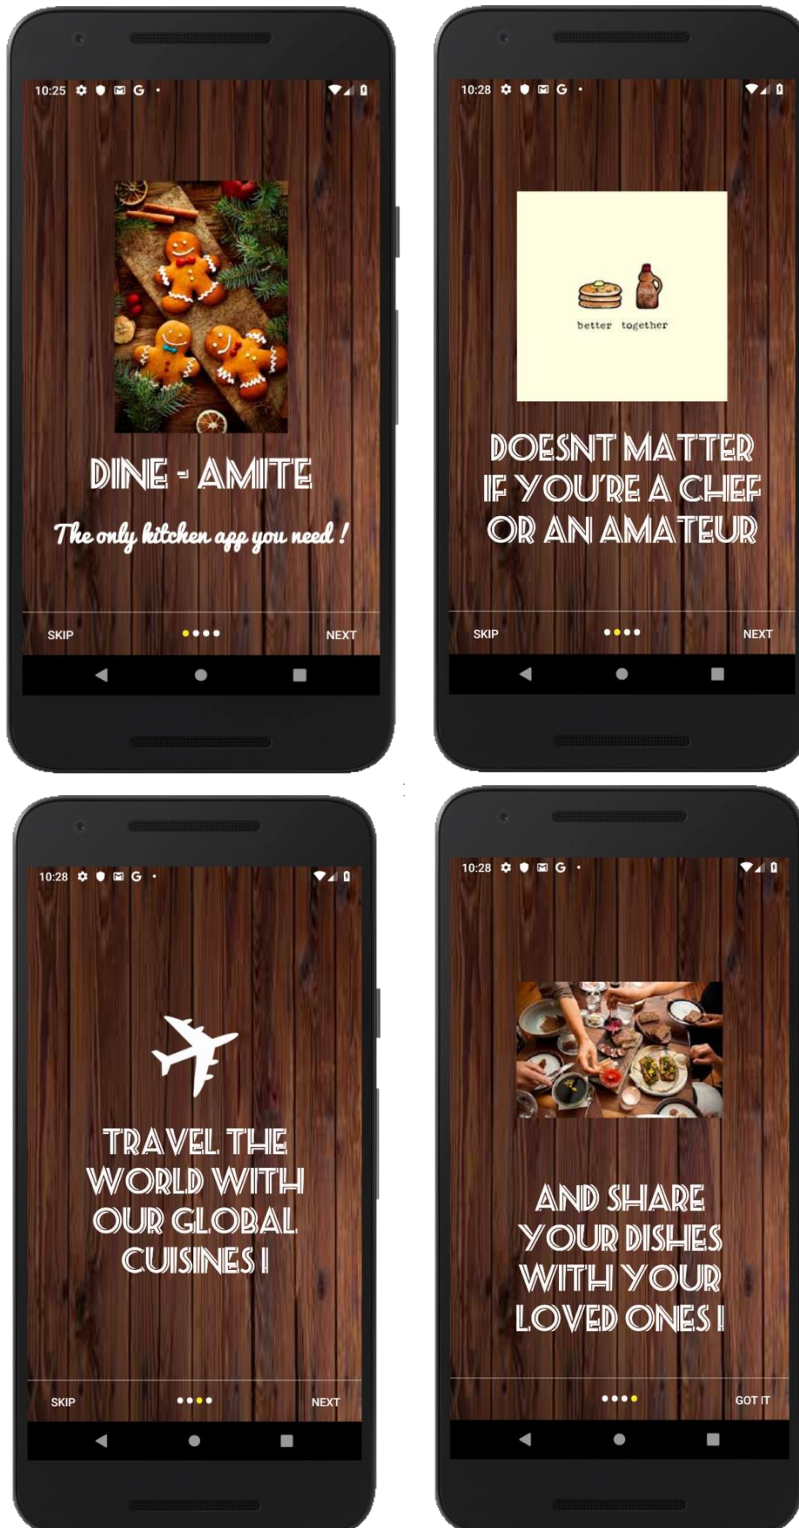 10:25
DINE - AMITE
The only kitchen app you need !
SKIP
NEXT
10:28
better together
DOESNT MATTER
IF YOU'RE A CHEF
OR AN AMATEUR
SKIP
NEXT
10:28
TRAVEL THE
WORLD WITH
OUR GLOBAL
CUISINES !
SKIP
NEXT
10:28
AND SHARE
YOUR DISHES
WITH YOUR
LOVED ONES !
GOT IT